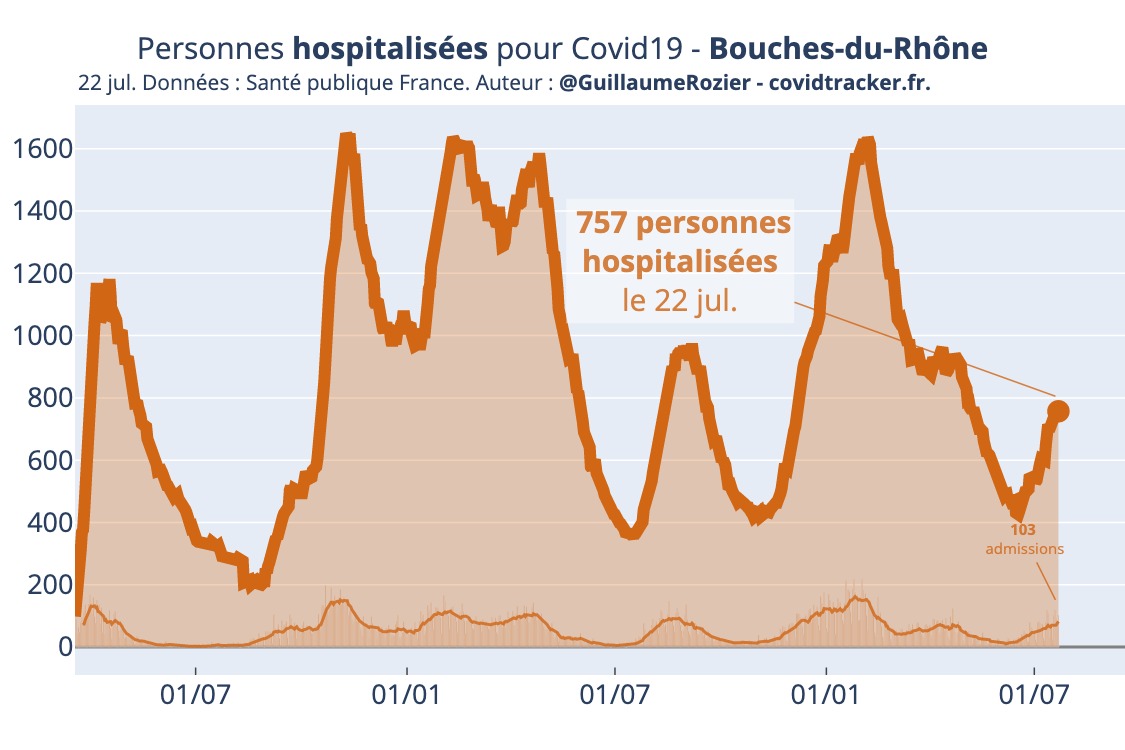 Personnes hospitalisées pour Covid19 - Bouches-du-Rhône
22 jul. Données : Santé publique France. Auteur : @GuillaumeRozier - covidtracker.fr.
1600
1400
1200
1000
800
600
400
200
0
757 personnes
hospitalisées
le 22 jul.
103
admissions
01/07
01/01
01/07
01/01
01/07